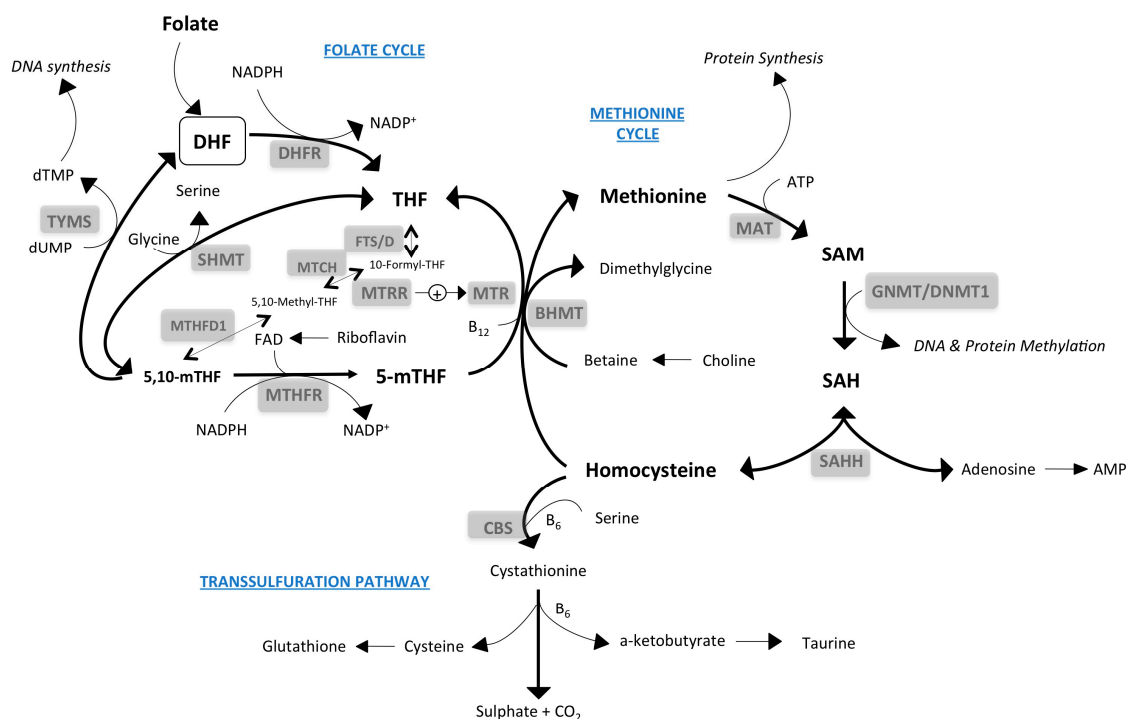 Folate
FOLATE CYCLE
DNA synthesis
NADPH
Protein Synthesis
METHIONINE
CYCLE
NADP+
DHF
DHFR
dTMP
Serine
THF
Methionine
ATP
TYMS
MAT
dUMP
Glycine
SHMT
FTS/D
MTCH
10-Formyl-THF
Dimethylglycine
SAM
MTRR
+
MTR
GNMT/DNMT1
5,10-Methyl-THF
BHMT
MTHFD1
B12
FAD
Riboflavin
DNA & Protein Methylation
Betaine
Choline
5,10-mTHF
5-mTHF
SAH
MTHFR
NADPH
NADP+
SAHH
Homocysteine
Adenosine
AMP
CBS
B6
Serine
Cystathionine
TRANSSULFURATION PATHWAY
B6
Glutathione
Cysteine
a-ketobutyrate
Taurine
Sulphate + CO2